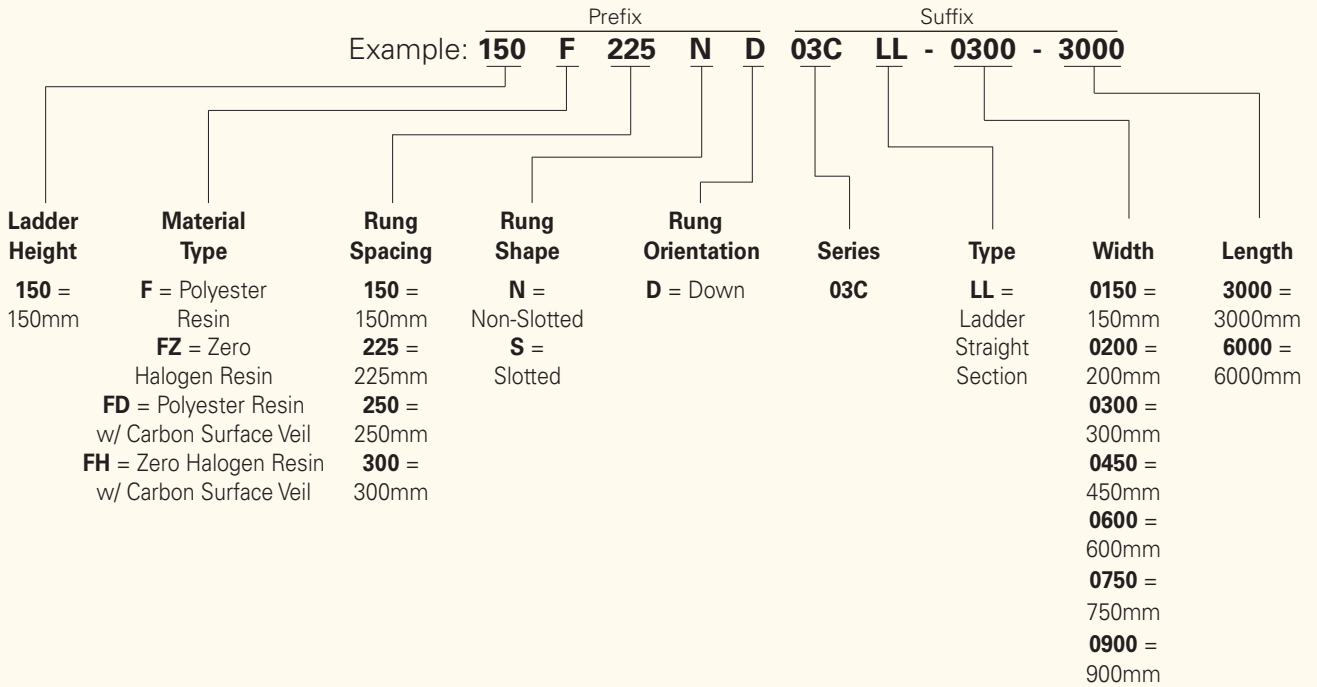 Prefix Suffix
Example: 150 F 225 N D 03C LL - 0300 - 3000
Ladder Height
150 =
150mm
Material Type
F = Polyester
Resin
FZ = Zero
Halogen Resin
FD = Polyester Resin
w/ Carbon Surface Veil
FH = Zero Halogen Resin
w/ Carbon Surface Veil
Rung
Spacing
150 =
150mm
225 =
225mm
250 =
250mm
300 =
300mm
Rung
Shape
N =
Non-Slotted
S =
Slotted
Rung
Orientation
D = Down
Series
03C
Type
LL =
Ladder
Straight
Section
Width
0150 =
150mm
0200 =
200mm
0300 =
300mm
0450 =
450mm
0600 =
600mm
0750 =
750mm
0900 =
900mm
Length
3000 =
3000mm
6000 =
6000mm